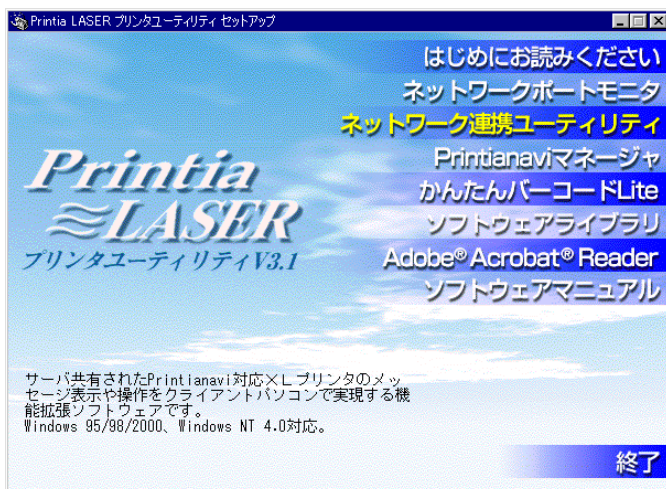 Printia LASER プリンタユーティリティ セットアップ
はじめにお読みください
ネットワークポートモニタ
ネットワーク連携ユーティリティ
Printianaviマネージャ
かんたんバーコードLite
ソフトウェアライブラリ
Adobe® Acrobat® Reader
ソフトウェアマニュアル
Printia
LASER
プリンタユーティリティV3.1
サーバ共有されたPrintianavi対応×Lプリンタのメッ
セージ表示や操作をクライアントパソコンで実現する機
能拡張ソフトウェアです。
Windows 95/98/2000、Windows NT 4.0対応。
終了